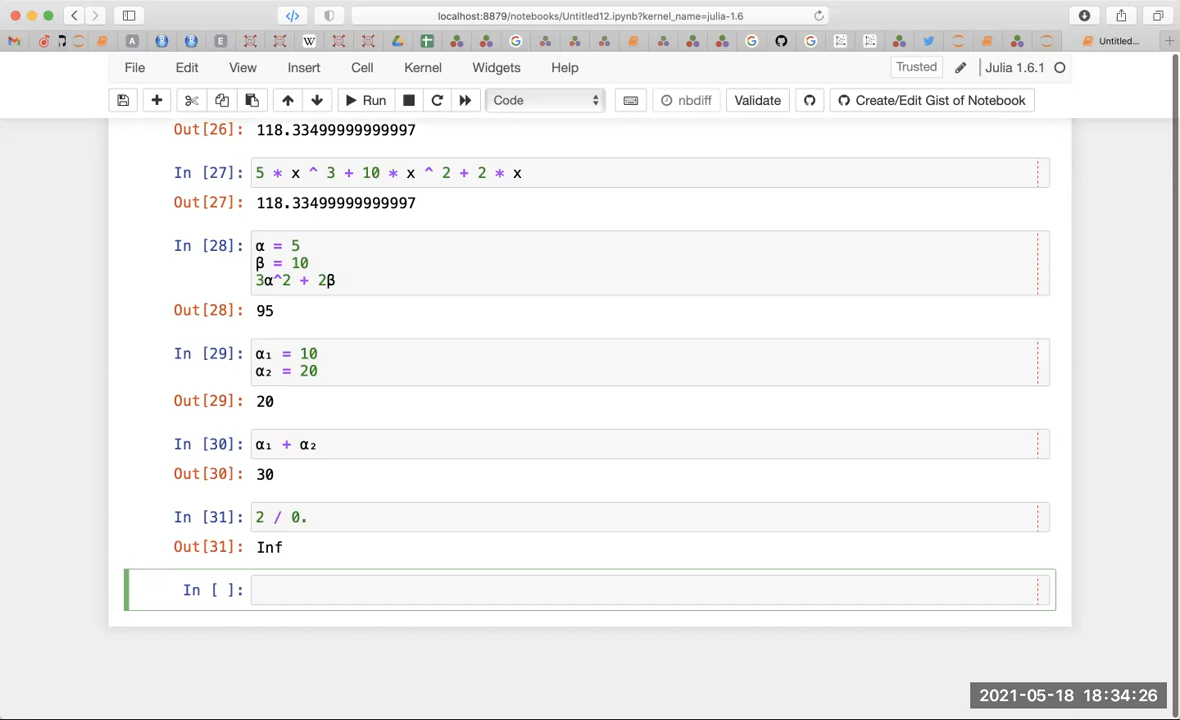 localhost:8879/notebooks/Untitled12.ipynb?kernel_name=julia-1.6
Untitled...
File Edit View Insert Cell Kernel Widgets Help Trusted Julia 1.6.1
Run Code nbdiff Validate Create/Edit Gist of Notebook
Out[26]: 118.33499999999997
In [27]: 5 * x ^ 3 + 10 * x ^ 2 + 2 * x
Out[27]: 118.33499999999997
In [28]: α = 5
β = 10
3α^2 + 2β
Out[28]: 95
In [29]: α₁ = 10
α₂ = 20
Out[29]: 20
In [30]: α₁ + α₂
Out[30]: 30
In [31]: 2 / 0.
Out[31]: Inf
In [ ]:
2021-05-18 18:34:26